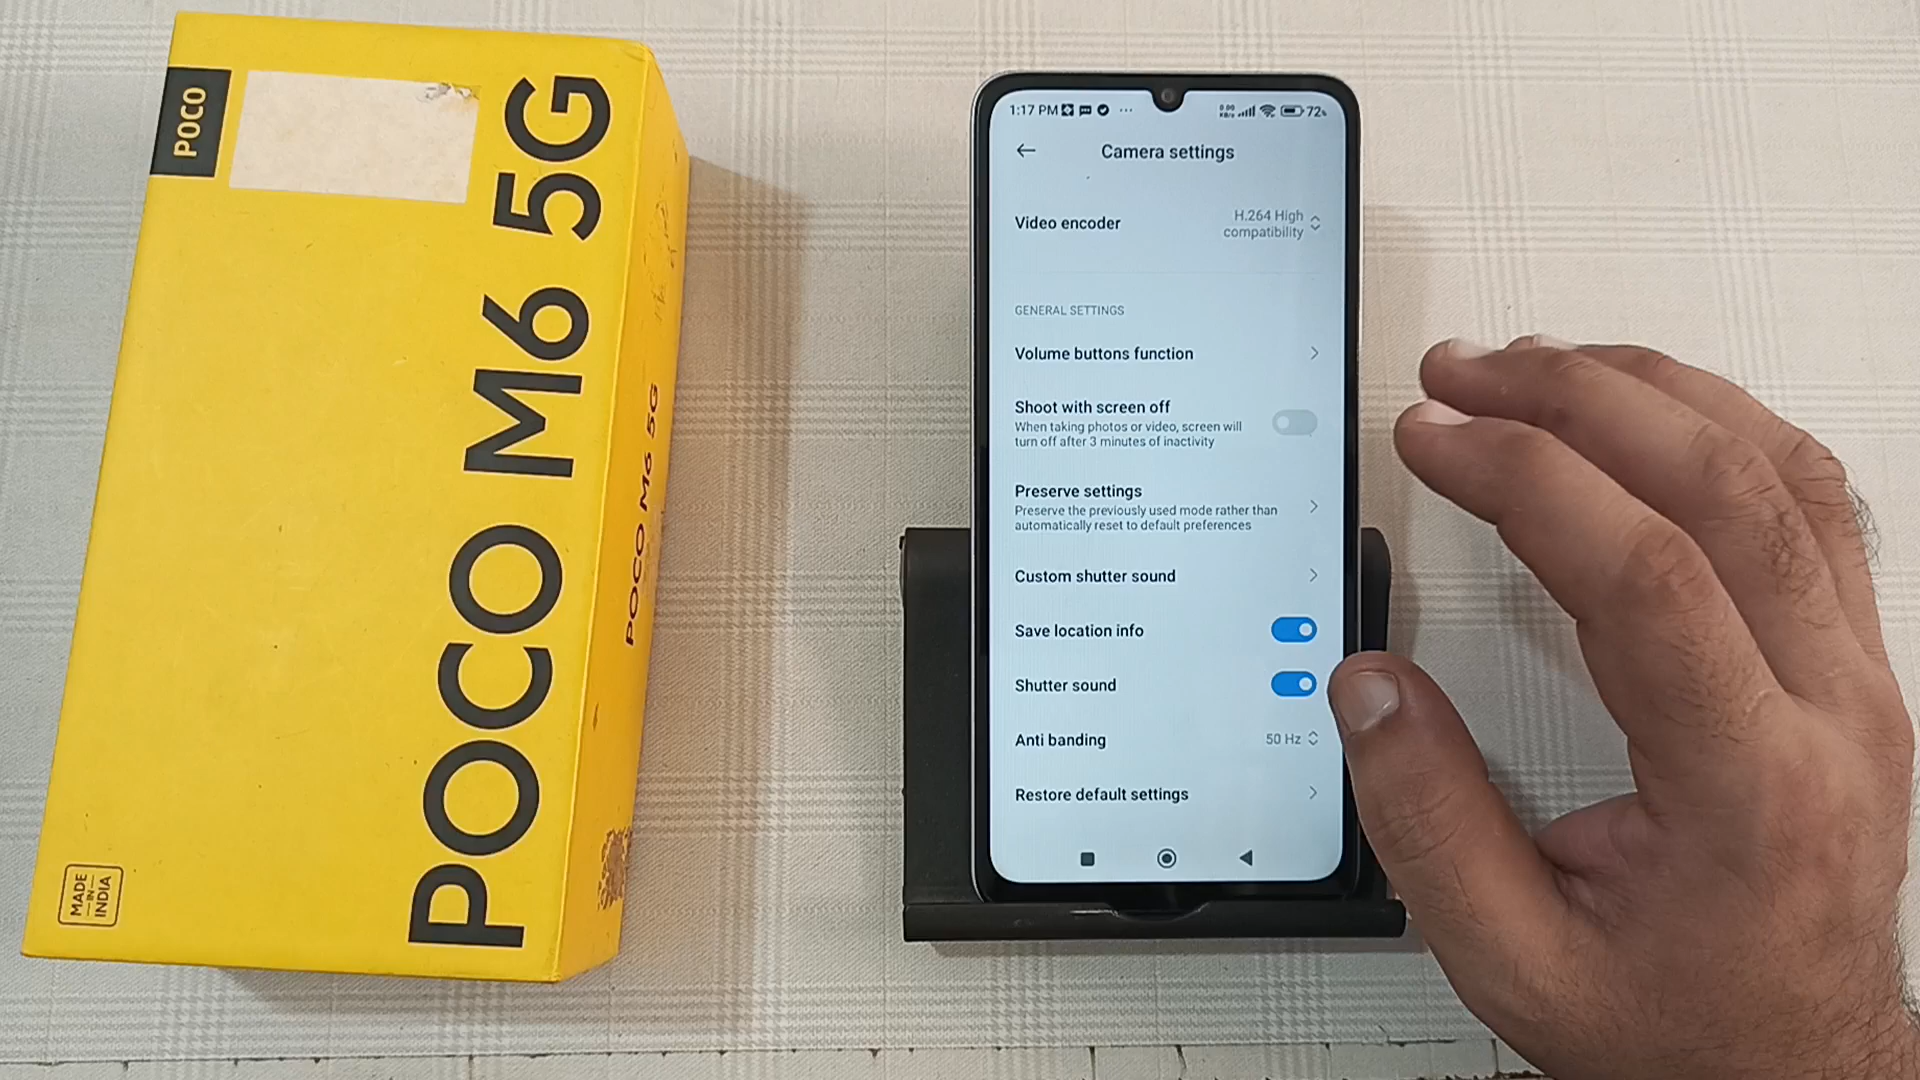 POCO
POCO M6 5G
POCO M6 5G
MADE
IN
INDIA
1:17 PM
0.00
KB/s
72%
Camera settings
Video encoder
H.264 High
compatibility
GENERAL SETTINGS
Volume buttons function
Shoot with screen off
When taking photos or video, screen will
turn off after 3 minutes of inactivity
Preserve settings
Preserve the previously used mode rather than
automatically reset to default preferences
Custom shutter sound
Save location info
Shutter sound
Anti banding
50 Hz
Restore default settings